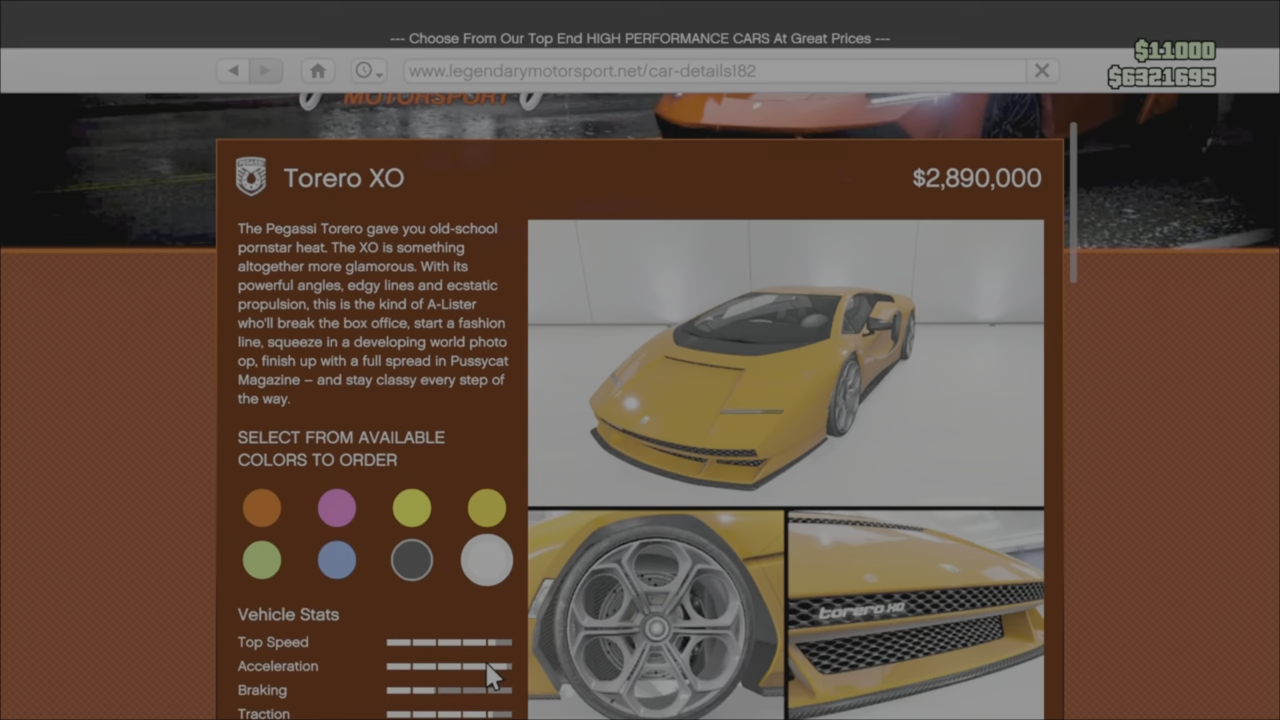 --- Choose From Our Top End HIGH PERFORMANCE CARS At Great Prices ---
$11000
www.legendarymotorsport.net/car-details182
$6321695
MOTORSPORT
PEGASSI
Torero XO
$2,890,000
The Pegassi Torero gave you old-school
pornstar heat. The XO is something
altogether more glamorous. With its
powerful angles, edgy lines and ecstatic
propulsion, this is the kind of A-Lister
who'll break the box office, start a fashion
line, squeeze in a developing world photo
op, finish up with a full spread in Pussycat
Magazine – and stay classy every step of
the way.
SELECT FROM AVAILABLE
COLORS TO ORDER
torero XO
Vehicle Stats
Top Speed
Acceleration
Braking
Traction